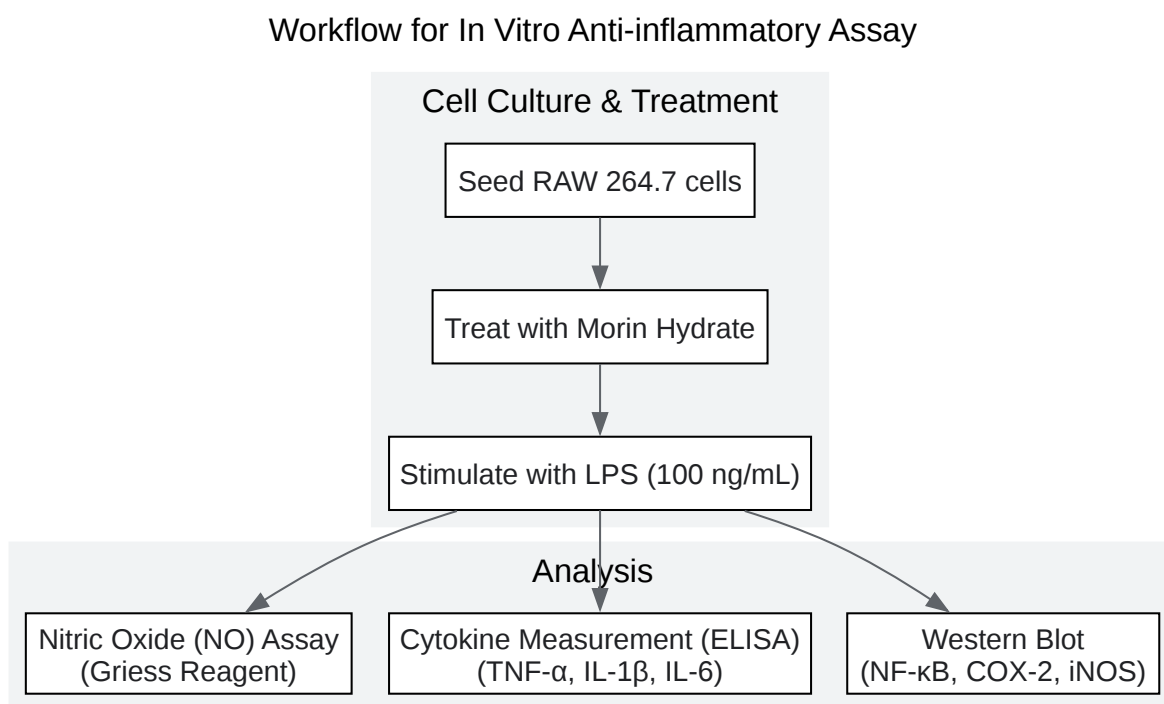 Workflow for In Vitro Anti-inflammatory Assay
Cell Culture & Treatment
Seed RAW 264.7 cells
Treat with Morin Hydrate
Stimulate with LPS (100 ng/mL)
Analysis
Nitric Oxide (NO) Assay
(Griess Reagent)
Cytokine Measurement (ELISA)
(TNF-α, IL-1β, IL-6)
Western Blot
(NF-κB, COX-2, iNOS)